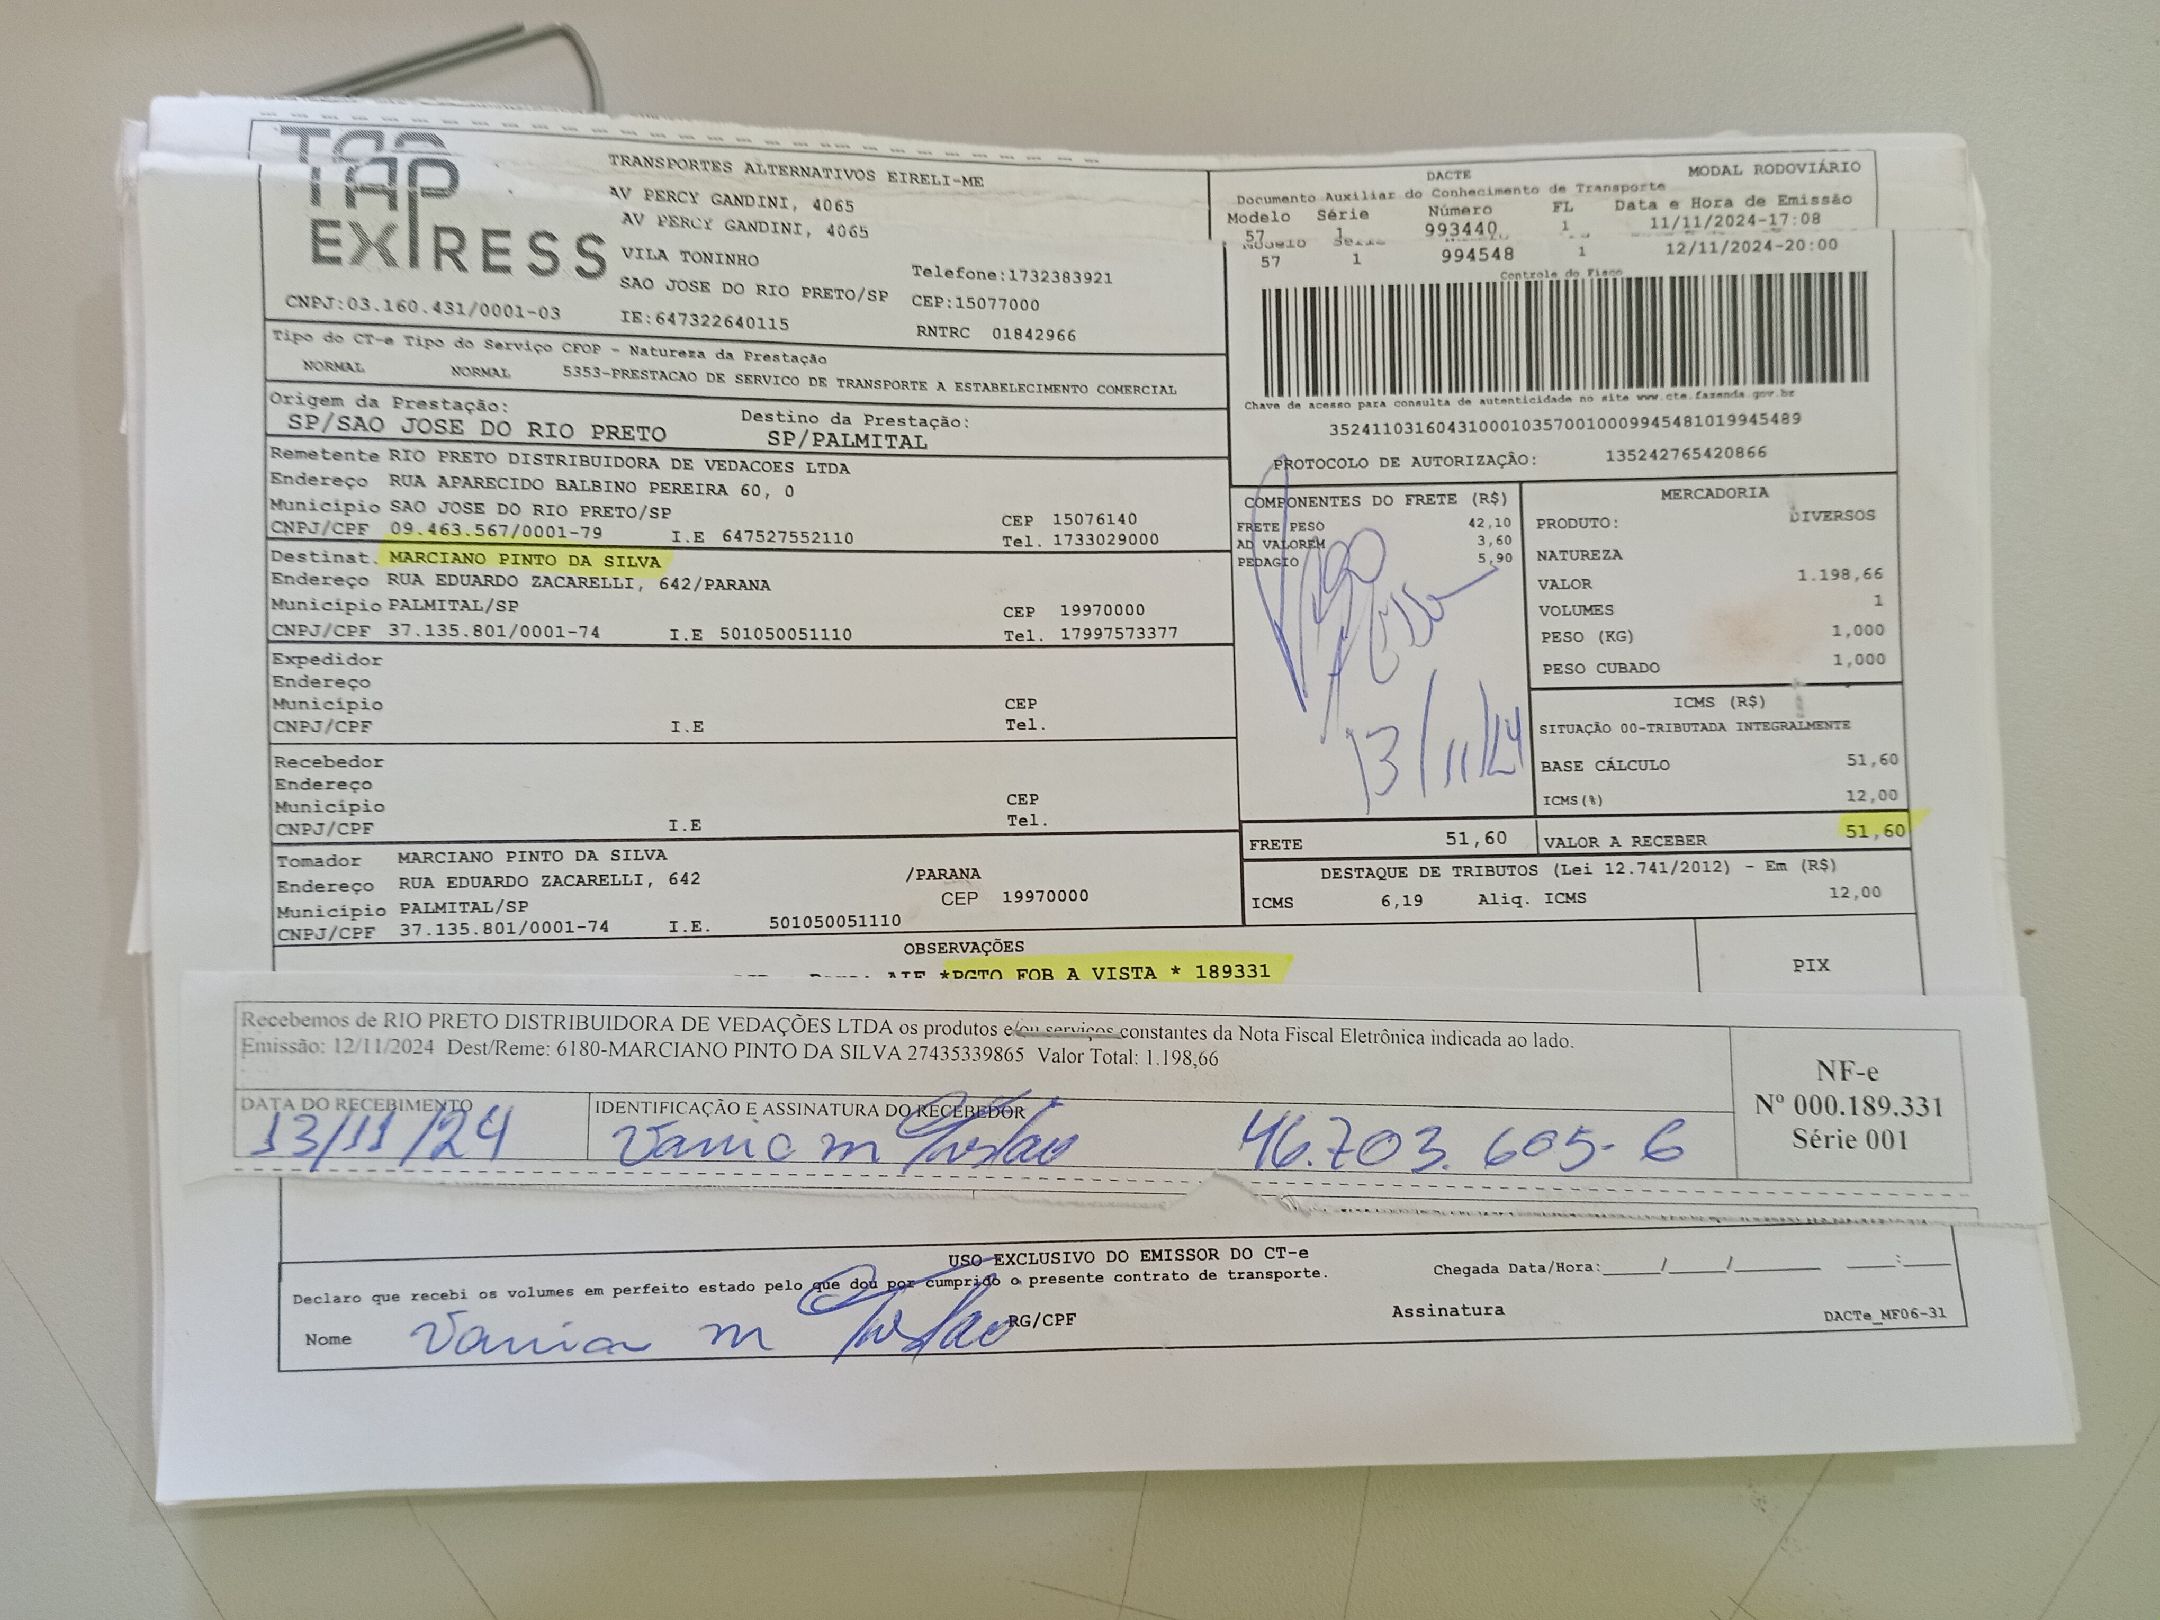 TAP
TAP
EXPRESS
TRANSPORTES ALTERNATIVOS EIRELI-ME
AV PERCY GANDINI, 4065
AV PERCY GANDINI, 4065
VILA TONINHO
SAO JOSE DO RIO PRETO/SP
Telefone:1732383921
CEP:15077000
CNPJ:03.160.431/0001-03
IE:647322640115
RNTRC 01842966
DACTE
MODAL RODOVIÁRIO
Documento Auxiliar do Conhecimento de Transporte
Modelo Série Número FL Data e Hora de Emissão
57 1 993440 1 11/11/2024-17:08
Modelo Série
57 1 994548 1 12/11/2024-20:00
Controle do Fisco
Chave de acesso para consulta de autenticidade no site www.cte.fazenda.gov.br
35241103160431000103570010009945481019945489
PROTOCOLO DE AUTORIZAÇÃO: 135242765420866
Tipo do CT-e Tipo do Serviço CFOP - Natureza da Prestação
NORMAL NORMAL 5353-PRESTACAO DE SERVICO DE TRANSPORTE A ESTABELECIMENTO COMERCIAL
Origem da Prestação: Destino da Prestação:
SP/SAO JOSE DO RIO PRETO SP/PALMITAL
Remetente RIO PRETO DISTRIBUIDORA DE VEDACOES LTDA
Endereço RUA APARECIDO BALBINO PEREIRA 60, 0
Município SAO JOSE DO RIO PRETO/SP CEP 15076140
CNPJ/CPF 09.463.567/0001-79 I.E 647527552110 Tel. 1733029000
Destinat. MARCIANO PINTO DA SILVA
Endereço RUA EDUARDO ZACARELLI, 642/PARANA
Município PALMITAL/SP CEP 19970000
CNPJ/CPF 37.135.801/0001-74 I.E 501050051110 Tel. 17997573377
Expedidor
Endereço
Município CEP
CNPJ/CPF I.E Tel.
Recebedor
Endereço
Município CEP
CNPJ/CPF I.E Tel.
Tomador MARCIANO PINTO DA SILVA
Endereço RUA EDUARDO ZACARELLI, 642 /PARANA
Município PALMITAL/SP CEP 19970000
CNPJ/CPF 37.135.801/0001-74 I.E. 501050051110
COMPONENTES DO FRETE (R$)
FRETE PESO 42,10
AD VALOREM 3,60
PEDAGIO 5,90
13/11/24
MERCADORIA
PRODUTO: DIVERSOS
NATUREZA
VALOR 1.198,66
VOLUMES 1
PESO (KG) 1,000
PESO CUBADO 1,000
ICMS (R$)
SITUAÇÃO 00-TRIBUTADA INTEGRALMENTE
BASE CÁLCULO 51,60
ICMS(%) 12,00
FRETE 51,60 VALOR A RECEBER 51,60
DESTAQUE DE TRIBUTOS (Lei 12.741/2012) - Em (R$)
ICMS 6,19 Aliq. ICMS 12,00
OBSERVAÇÕES
*PGTO FOB A VISTA * 189331
PIX
Recebemos de RIO PRETO DISTRIBUIDORA DE VEDAÇÕES LTDA os produtos e/ou serviços constantes da Nota Fiscal Eletrônica indicada ao lado.
Emissão: 12/11/2024 Dest/Reme: 6180-MARCIANO PINTO DA SILVA 27435339865 Valor Total: 1.198,66
DATA DO RECEBIMENTO
13/11/24
IDENTIFICAÇÃO E ASSINATURA DO RECEBEDOR
Vania m 46.703.605-6
NF-e
Nº 000.189.331
Série 001
USO EXCLUSIVO DO EMISSOR DO CT-e
Declaro que recebi os volumes em perfeito estado pelo que dou por cumprido o presente contrato de transporte.
Chegada Data/Hora:____/____/______ ___:___
Nome Vania m RG/CPF Assinatura
DACTe_MF06-31